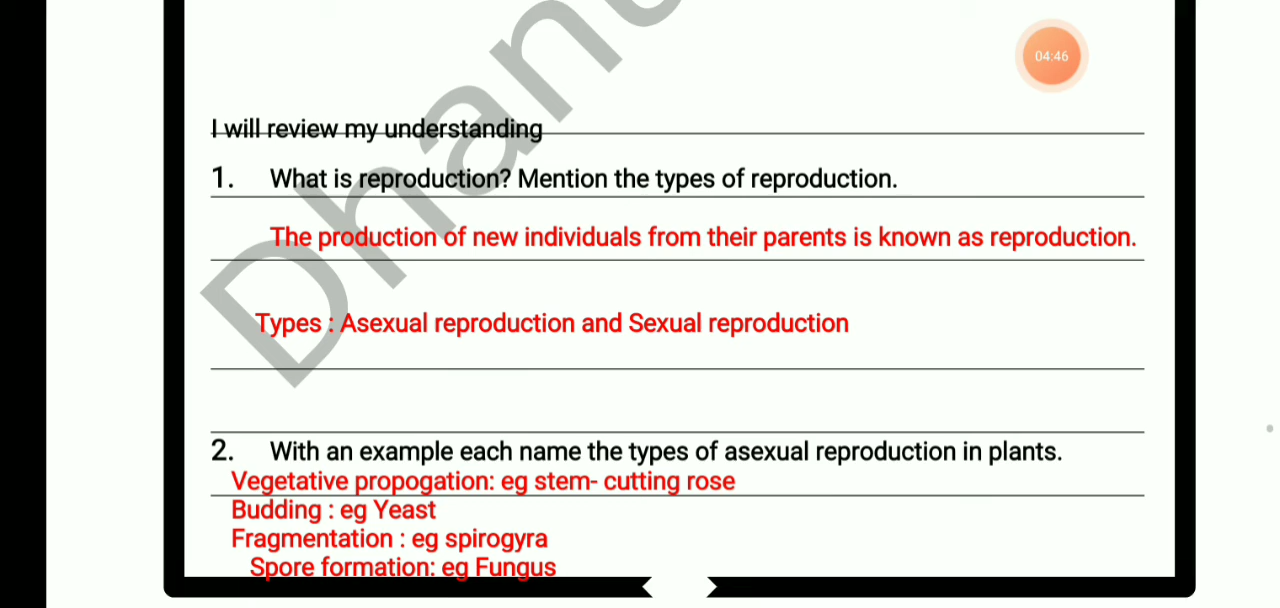 04:46
I will review my understanding
1. What is reproduction? Mention the types of reproduction.
The production of new individuals from their parents is known as reproduction.
Types : Asexual reproduction and Sexual reproduction
2. With an example each name the types of asexual reproduction in plants.
Vegetative propogation: eg stem- cutting rose
Budding : eg Yeast
Fragmentation : eg spirogyra
Spore formation: eg Fungus